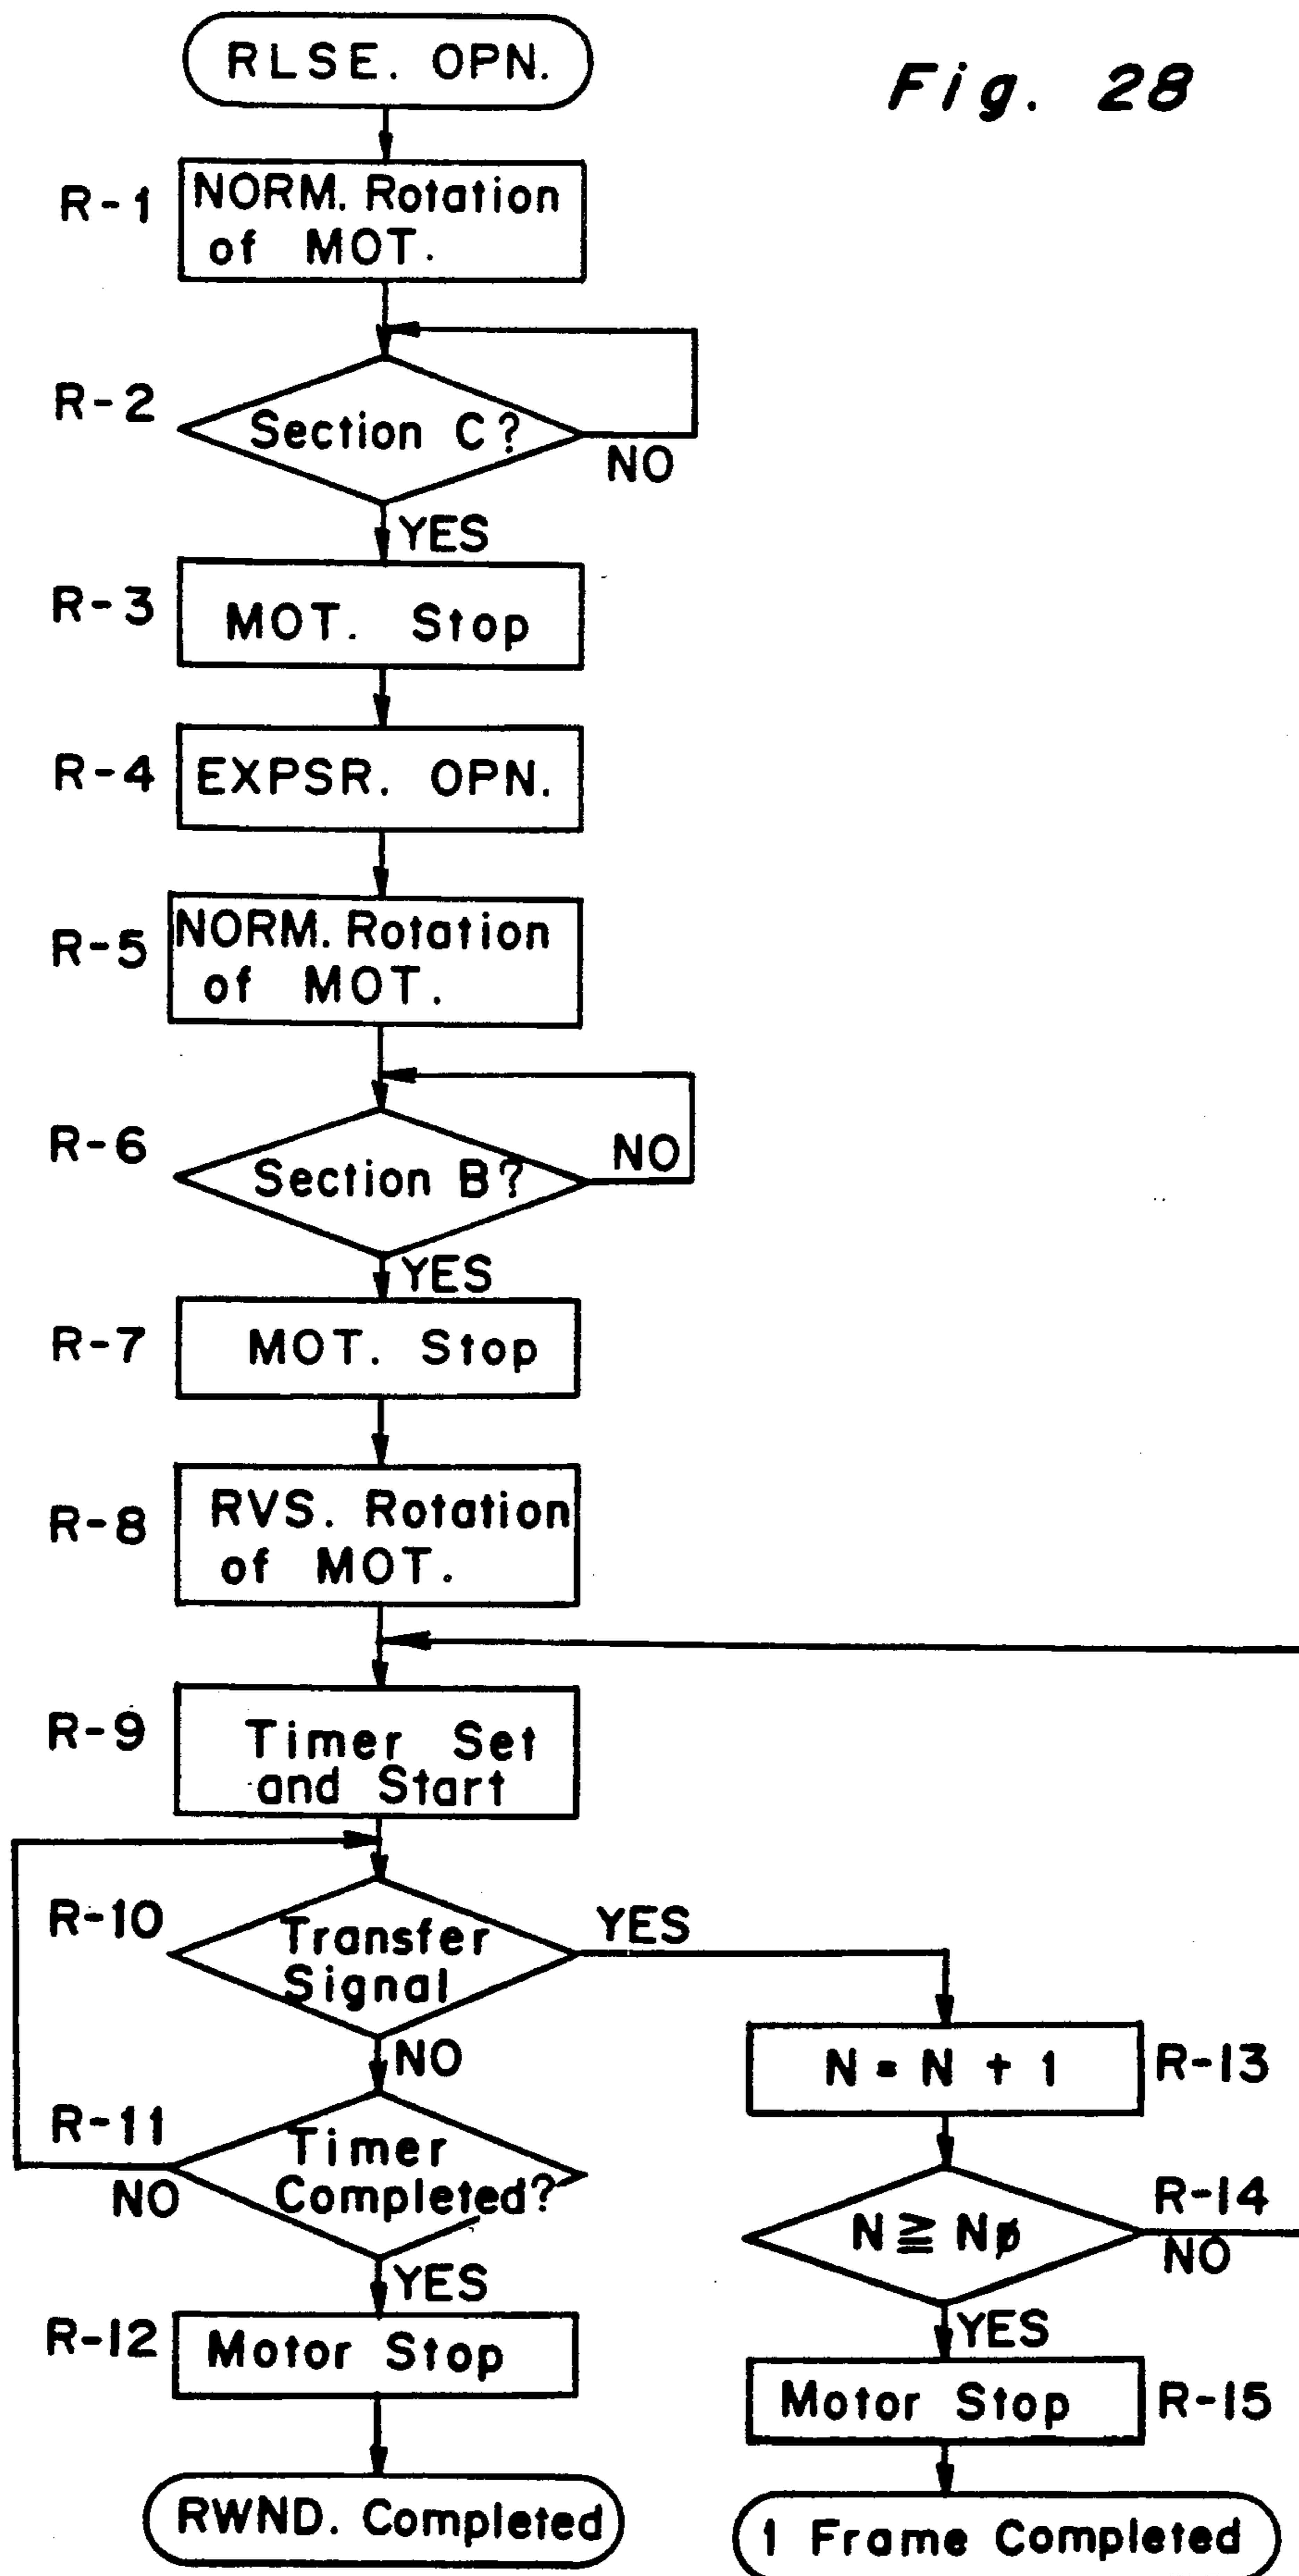 RLSE. OPN.
Fig. 28
R-1
NORM. Rotation
of MOT.
R-2
Section C?
NO
YES
R-3
MOT. Stop
R-4
EXPSR. OPN.
R-5
NORM. Rotation
of MOT.
R-6
Section B?
NO
YES
R-7
MOT. Stop
R-8
RVS. Rotation
of MOT.
R-9
Timer Set
and Start
R-10
Transfer
Signal
YES
NO
R-11
Timer
Completed?
NO
YES
R-12
Motor Stop
RWND. Completed
N = N + 1
R-13
R-14
N ≧ Nø
NO
YES
Motor Stop
R-15
1 Frame Completed